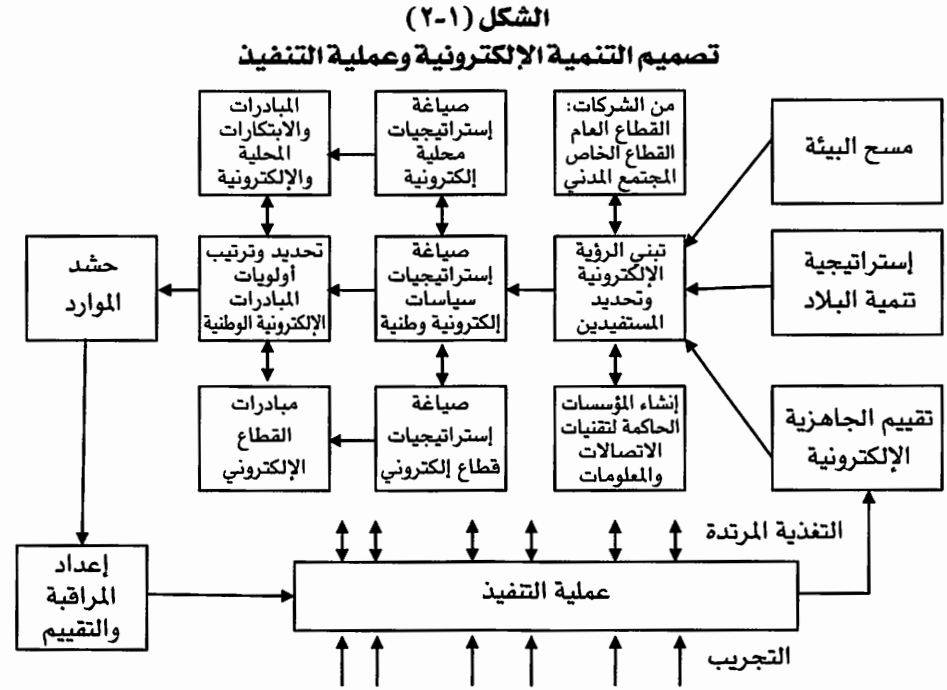 الشكل (١-٢)
تصميم التنمية الإلكترونية وعملية التنفيذ
مسح البيئة
من الشركات:
القطاع العام
القطاع الخاص
المجتمع المدني
صياغة
إستراتيجيات
محلية
إلكترونية
المبادرات
والابتكارات
المحلية
والإلكترونية
إستراتيجية
تنمية البلاد
تبني الرؤية
الإلكترونية
وتحديد
المستفيدين
صياغة
إستراتيجيات
سياسات
إلكترونية وطنية
تحديد وترتيب
أولويات
المبادرات
الإلكترونية الوطنية
حشد
الموارد
تقييم الجاهزية
الإلكترونية
إنشاء المؤسسات
الحاكمة لتقنيات
الاتصالات
والمعلومات
صياغة
إستراتيجيات
قطاع إلكتروني
مبادرات
القطاع
الإلكتروني
التغذية المرتدة
عملية التنفيذ
إعداد
المراقبة
والتقييم
التجريب